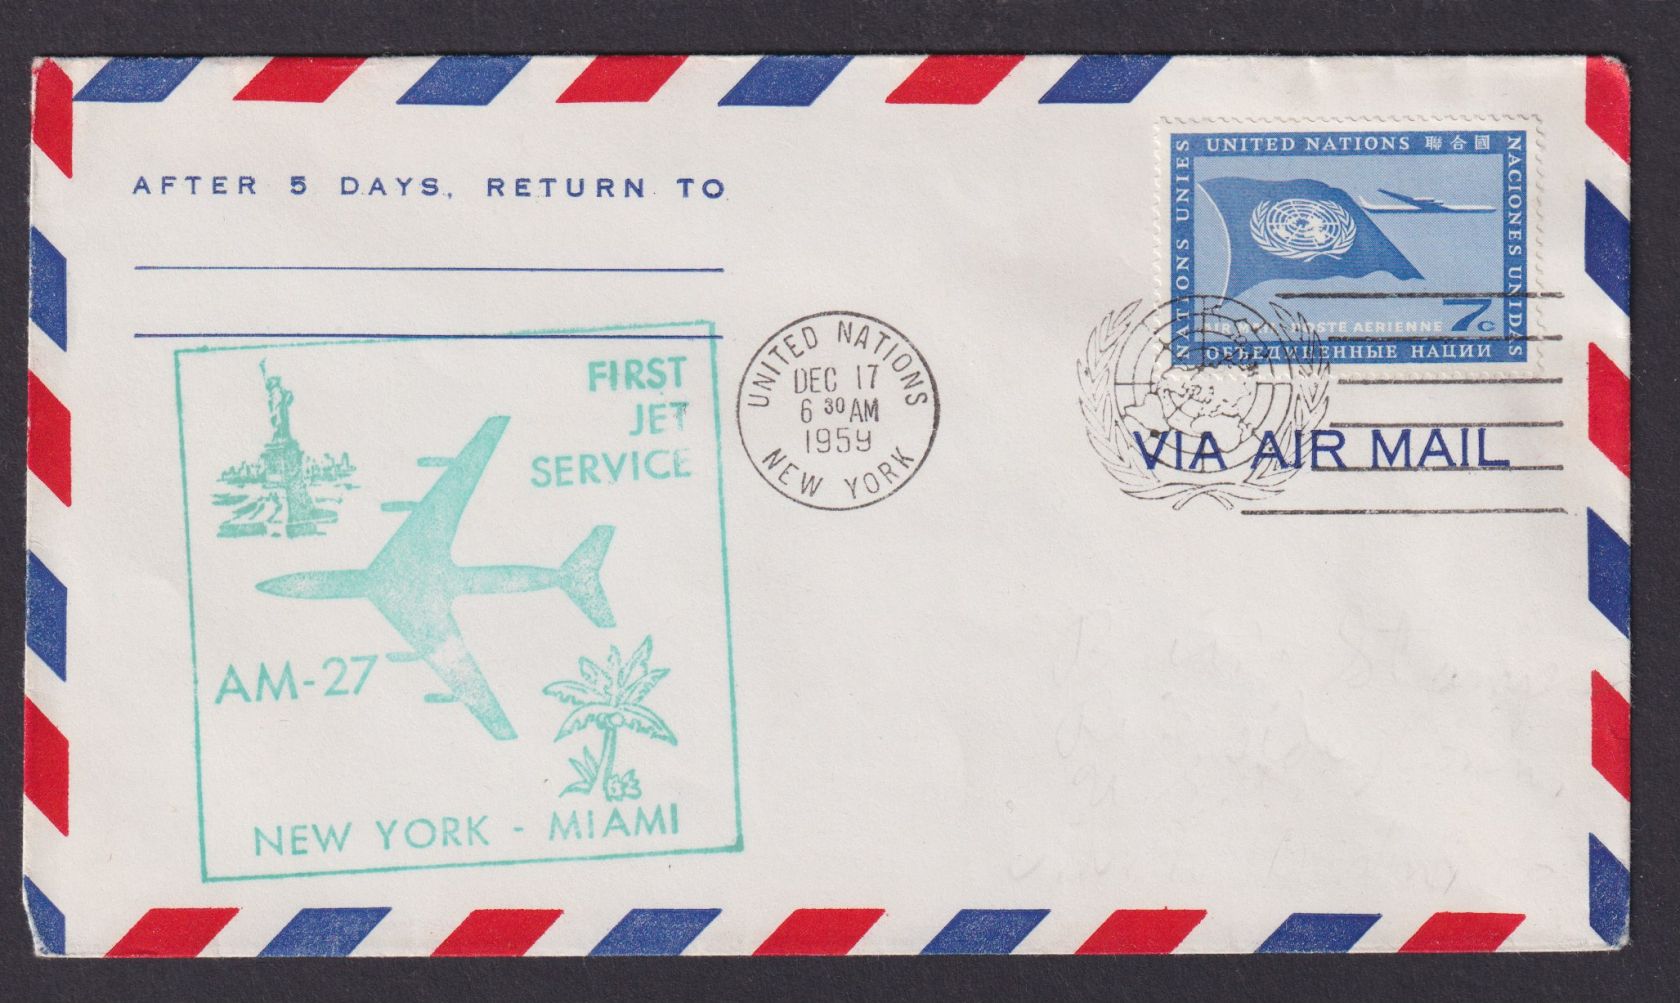 AFTER 5 DAYS, RETURN TO
UNITED NATIONS 聯合國
NATIONS UNIES
NACIONES UNIDAS
AIR MAIL POSTE AERIENNE 7c
ОБЪЕДИНЕННЫЕ НАЦИИ
UNITED NATIONS
DEC 17
6 30 AM
1959
NEW YORK
VIA AIR MAIL
FIRST
JET
SERVICE
AM-27
NEW YORK - MIAMI